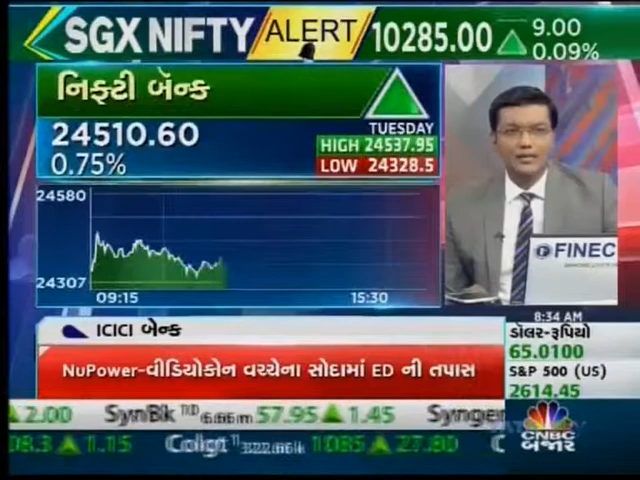 SGX NIFTY ALERT 10285.00 9.00
0.09%
નિફ્ટી બૅન્ક
24510.60
0.75%
TUESDAY
HIGH 24537.95
LOW 24328.5
24580
24307
09:15 15:30
FINEC
8:34 AM
ICICI બેન્ક
NuPower-વીડિયોકોન વચ્ચેના સોદામાં ED ની તપાસ
ડૉલર-રૂપિયો
65.0100
S&P 500 (US)
2614.45
2.00 SynBk 57.95 1.45 Synger
08.3 1.15 Colgt 1085 27.80
CNBC
બજાર